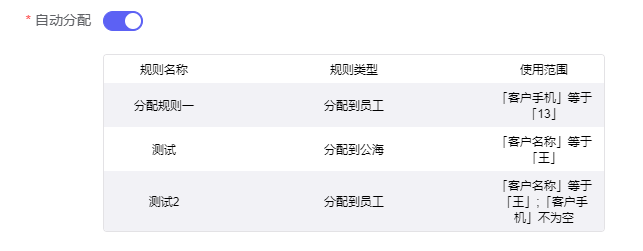 * 自动分配
规则名称 规则类型 使用范围
分配规则一 分配到员工 「客户手机」等于
「13」
测试 分配到公海 「客户名称」等于
「王」
测试2 分配到员工 「客户名称」等于
「王」;「客户手
机」不为空